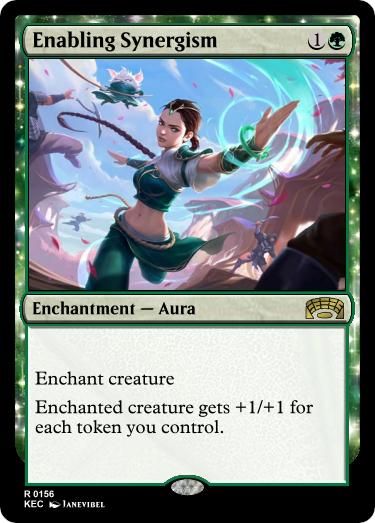 Enabling Synergism 1
Enchantment — Aura
Enchant creature
Enchanted creature gets +1/+1 for
each token you control.
R 0156
KEC JANEVIBEL